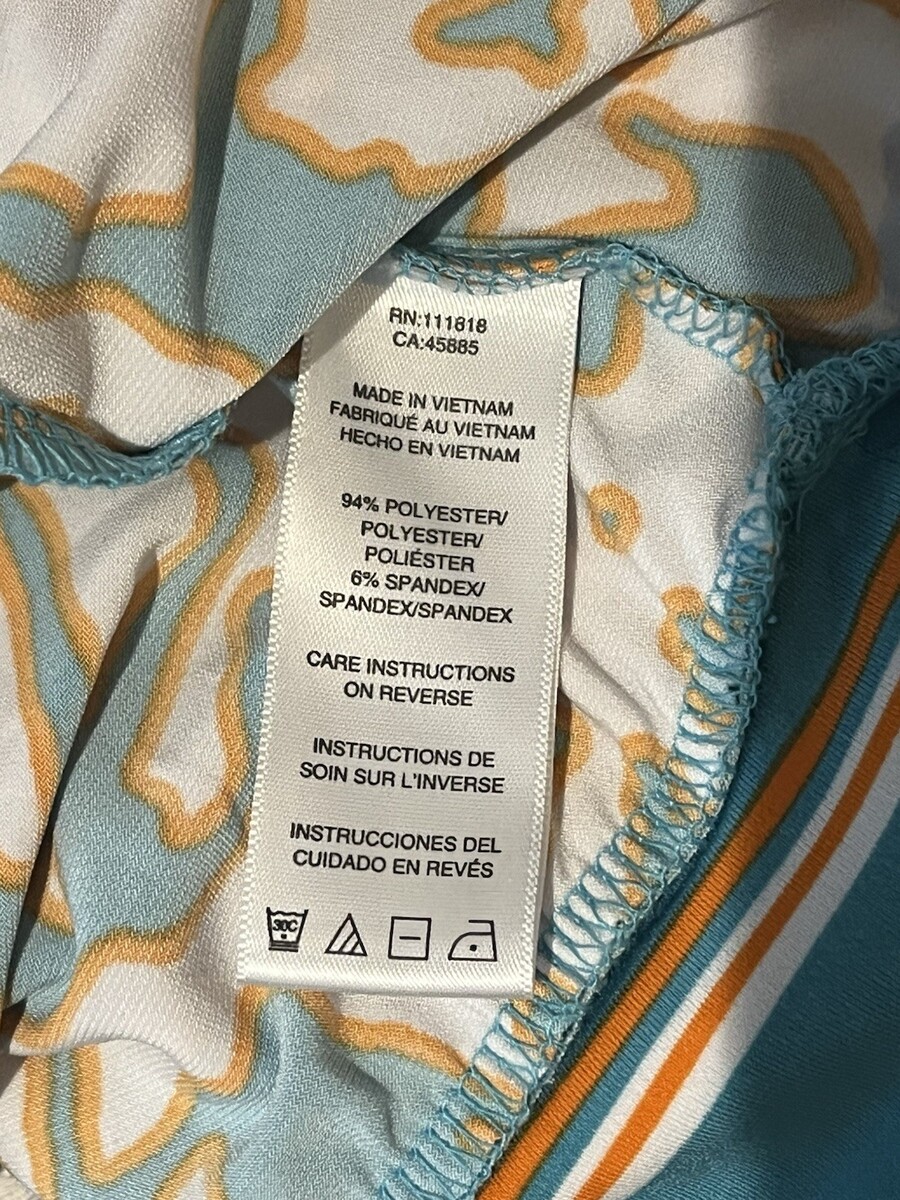 RN:111818
CA:45885
MADE IN VIETNAM
FABRIQUÉ AU VIETNAM
HECHO EN VIETNAM
94% POLYESTER/
POLYESTER/
POLIÉSTER
6% SPANDEX/
SPANDEX/SPANDEX
CARE INSTRUCTIONS
ON REVERSE
INSTRUCTIONS DE
SOIN SUR L'INVERSE
INSTRUCCIONES DEL
CUIDADO EN REVÉS
30C